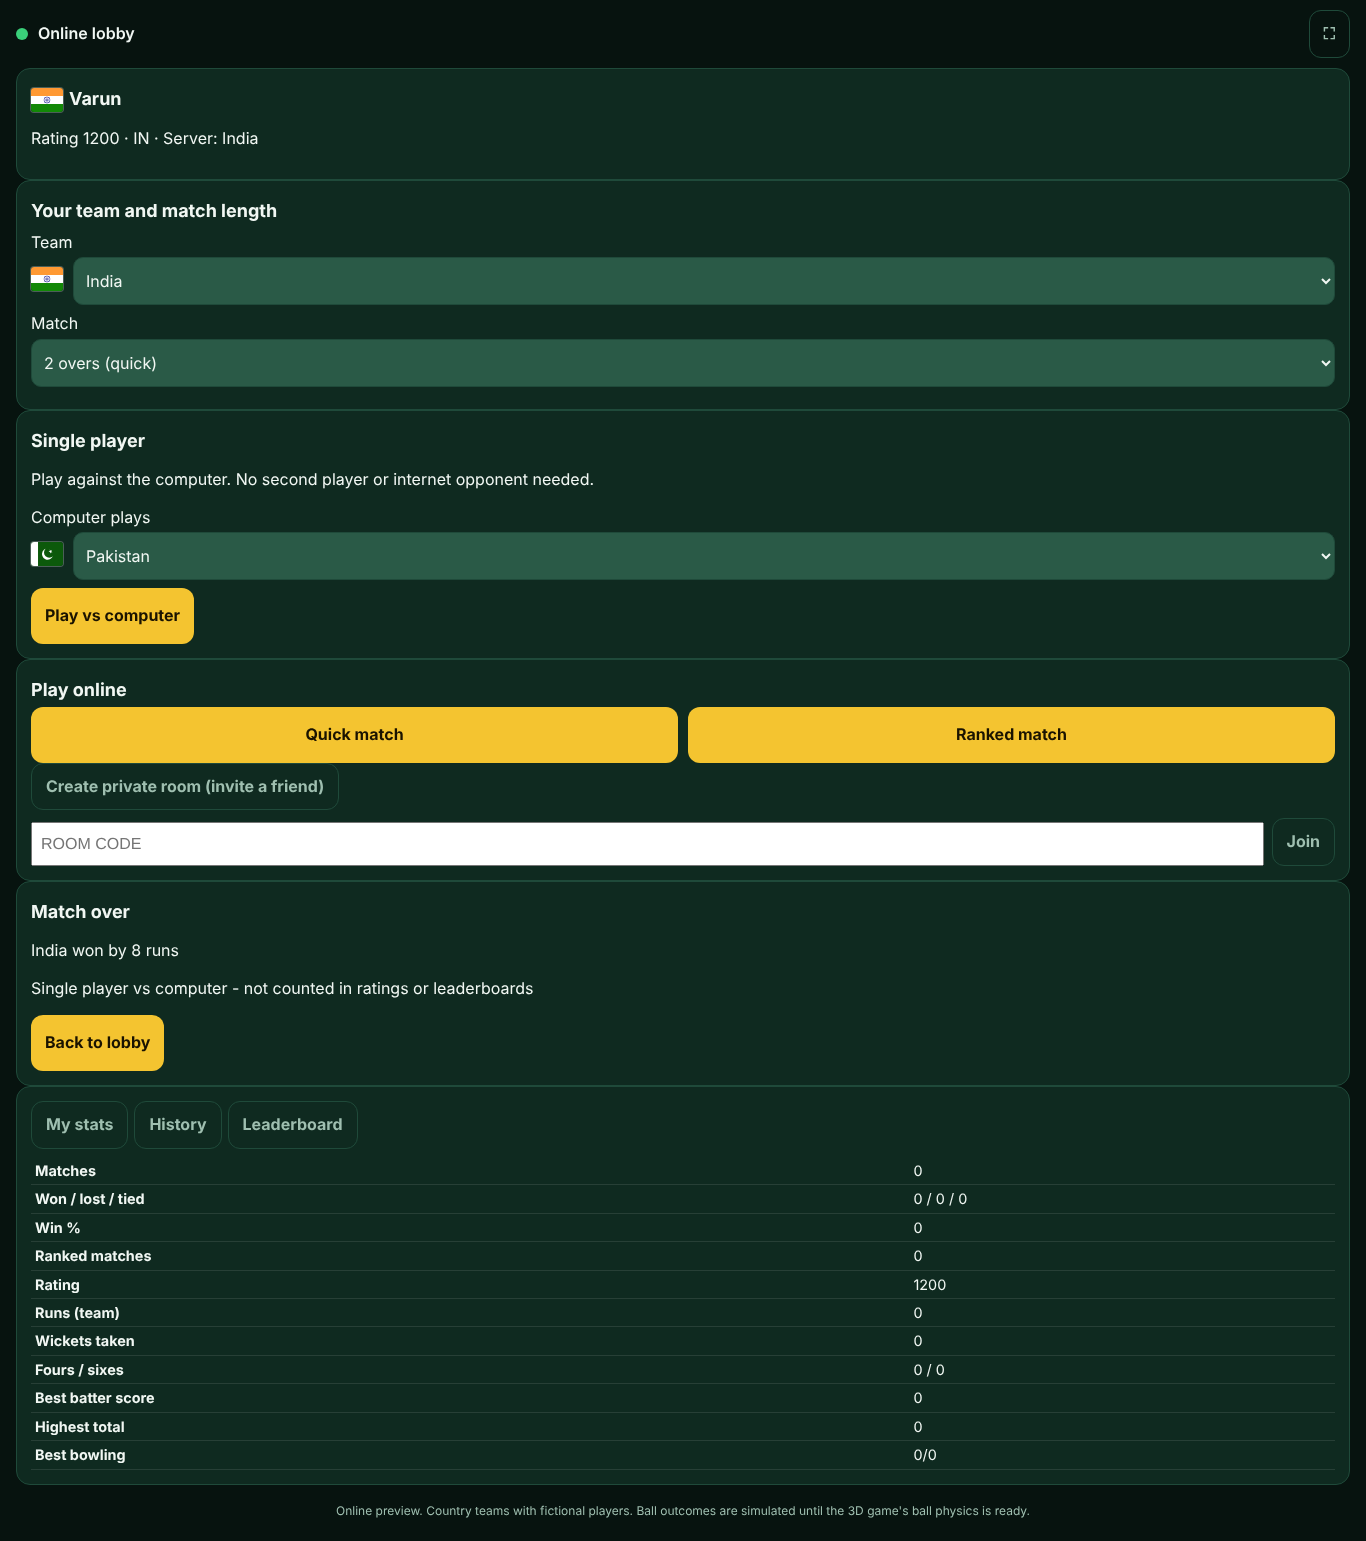 Online lobby
Varun
Rating 1200 · IN · Server: India
Your team and match length
Team
India
Match
2 overs (quick)
Single player
Play against the computer. No second player or internet opponent needed.
Computer plays
Pakistan
Play vs computer
Play online
Quick match
Ranked match
Create private room (invite a friend)
ROOM CODE
Join
Match over
India won by 8 runs
Single player vs computer - not counted in ratings or leaderboards
Back to lobby
My stats History Leaderboard
Matches 0
Won / lost / tied 0 / 0 / 0
Win % 0
Ranked matches 0
Rating 1200
Runs (team) 0
Wickets taken 0
Fours / sixes 0 / 0
Best batter score 0
Highest total 0
Best bowling 0/0
Online preview. Country teams with fictional players. Ball outcomes are simulated until the 3D game's ball physics is ready.